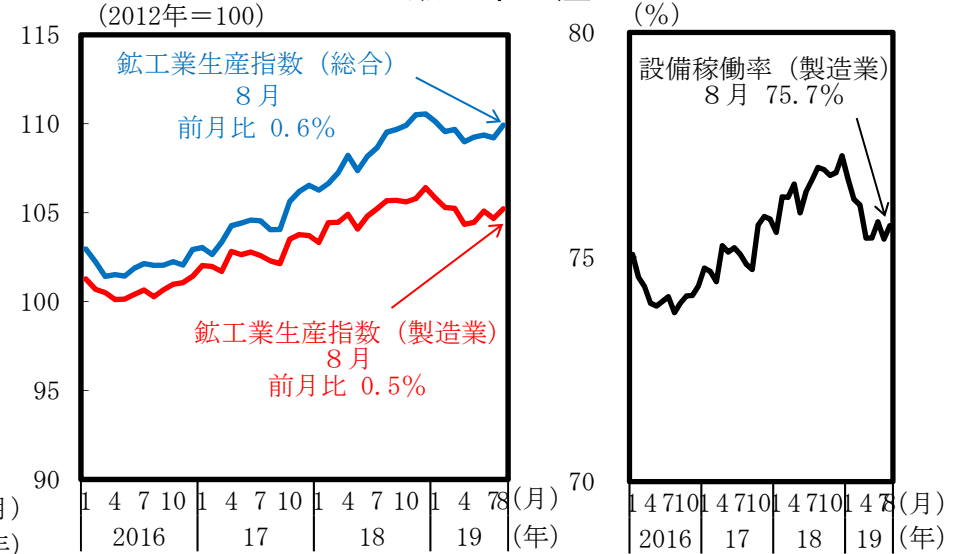 (2012年＝100)
115
110
105
100
95
90
鉱工業生産指数（総合）
８月
前月比 0.6%
鉱工業生産指数（製造業）
８月
前月比 0.5%
1 4 7 10 1 4 7 10 1 4 7 10 1 4 7 8 (月)
2016 17 18 19 (年)
(%)
80
75
70
設備稼働率（製造業）
８月 75.7%
1 4 7 10 1 4 7 10 1 4 7 10 1 4 7 8 (月)
2016 17 18 19 (年)